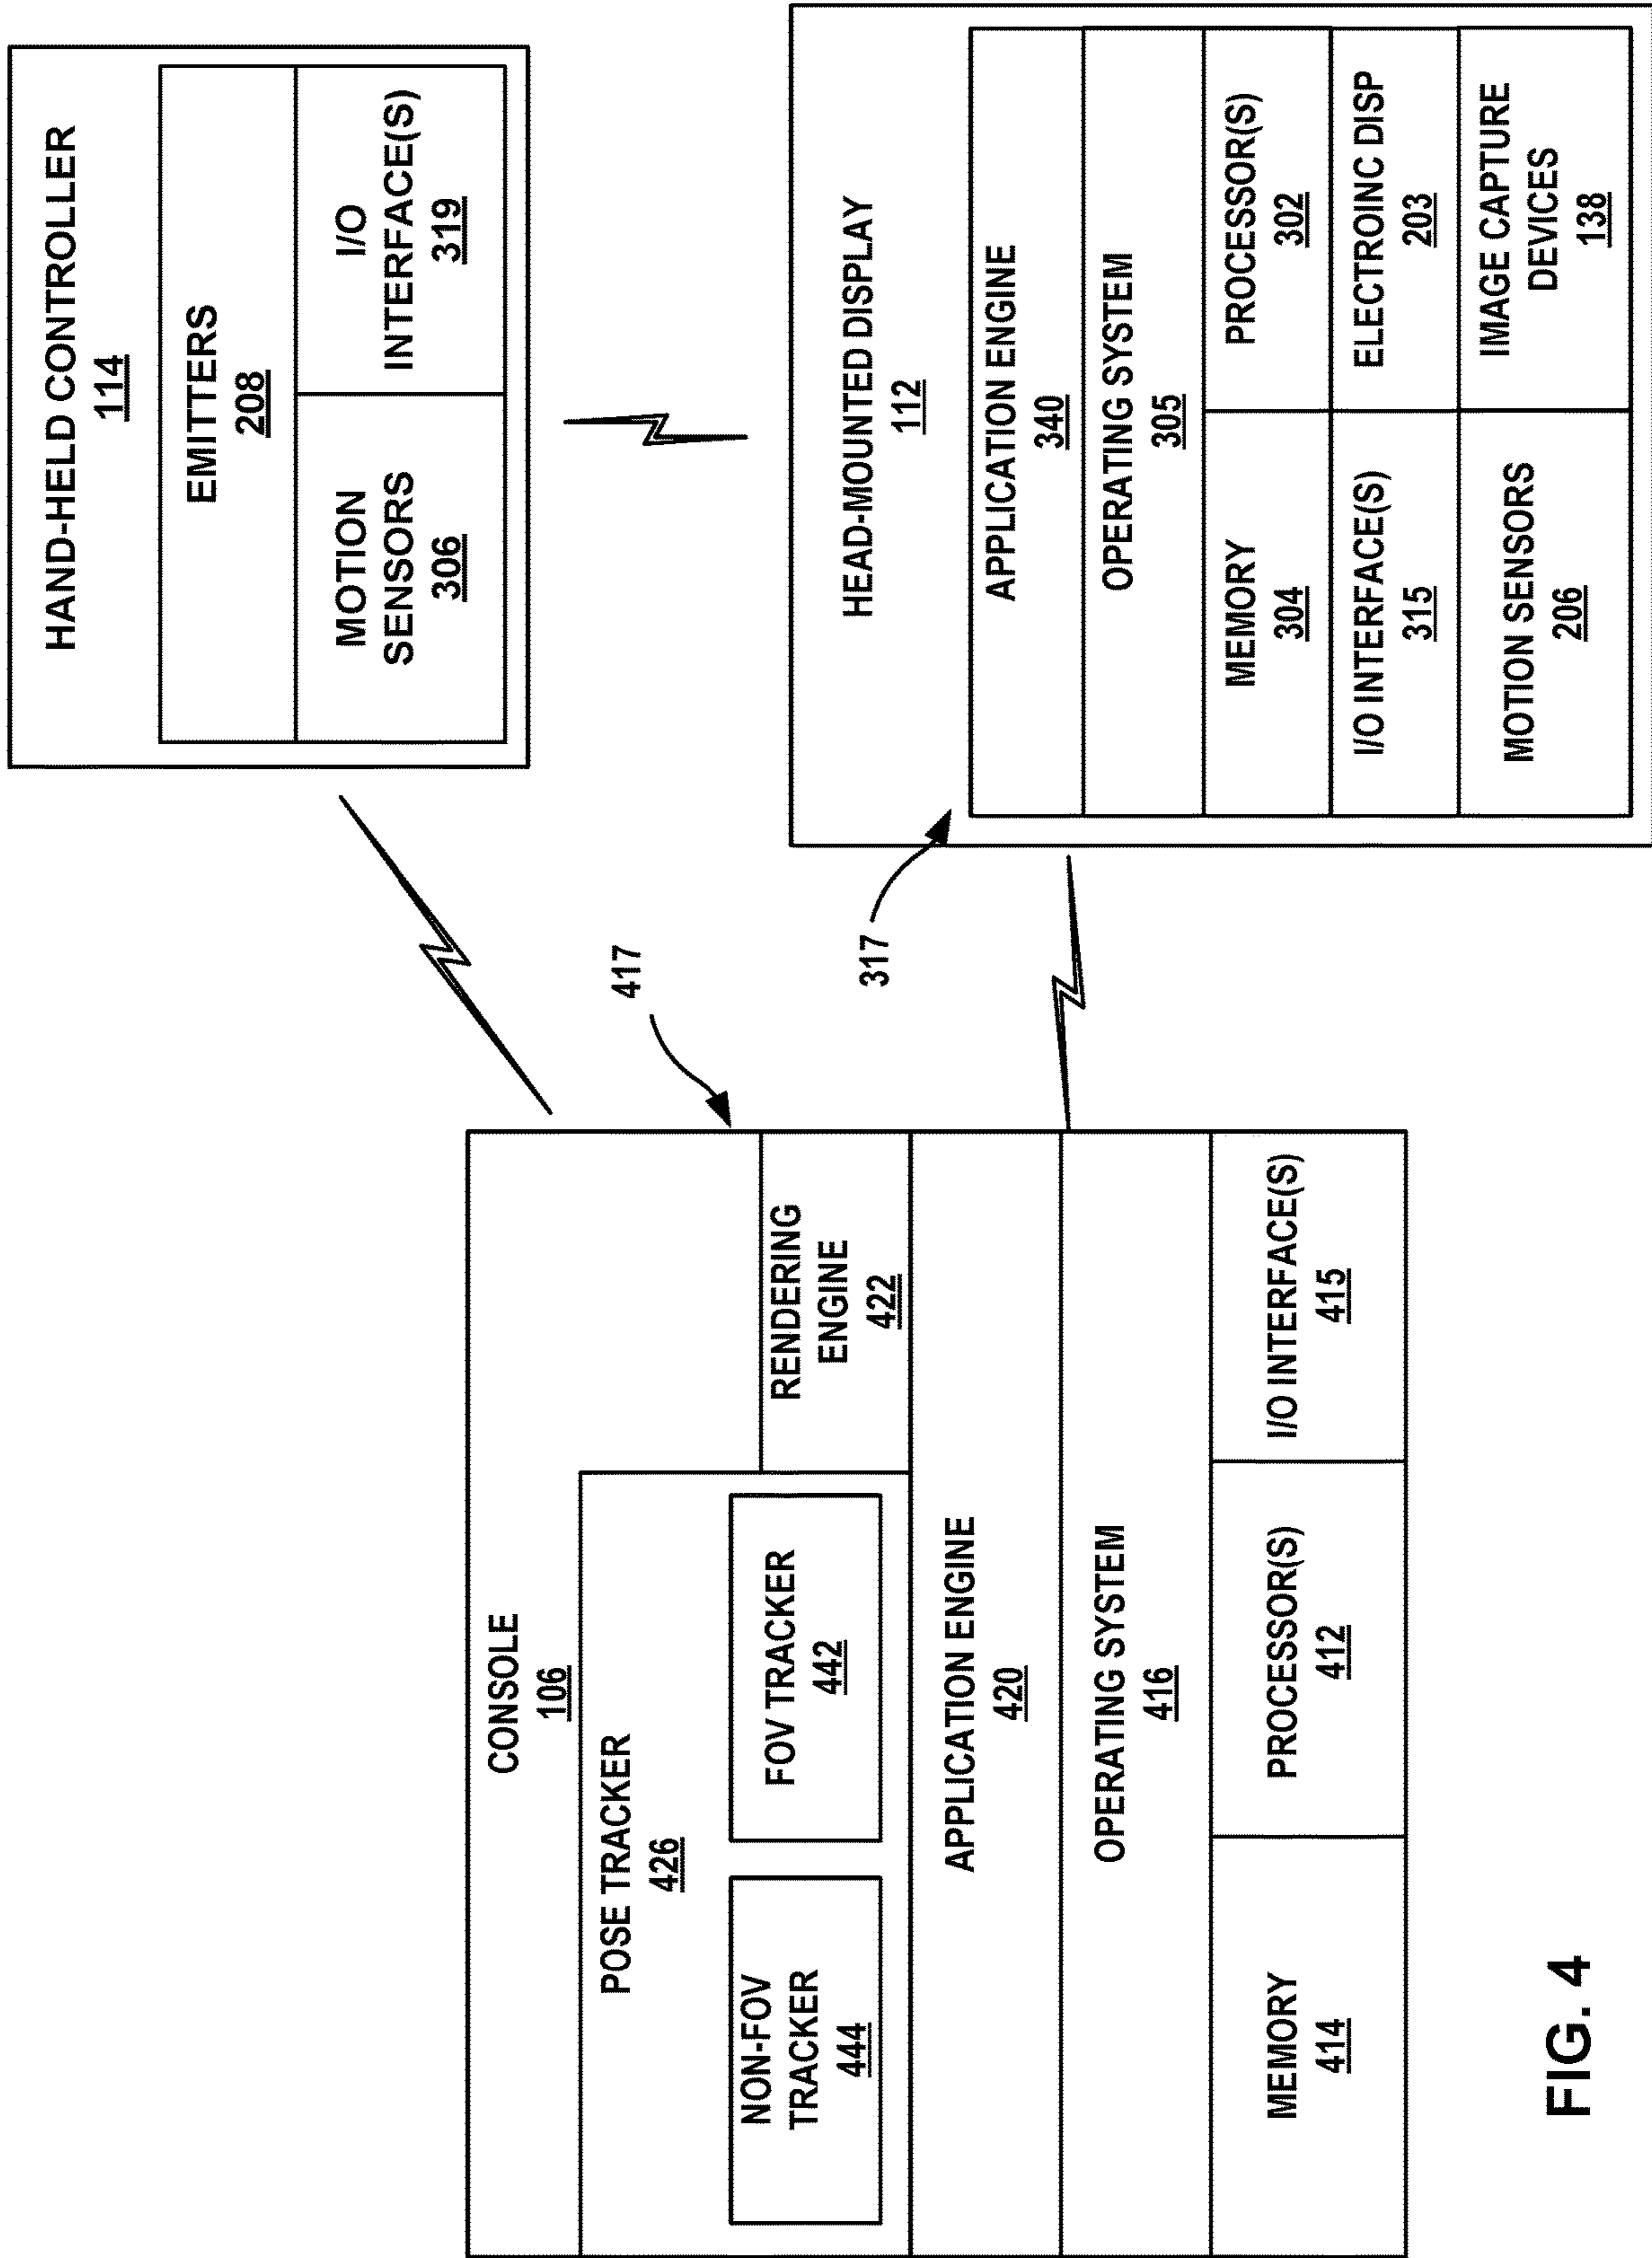 HAND-HELD CONTROLLER
114
EMITTERS
208
MOTION
SENSORS
306
I/O
INTERFACE(S)
319
HEAD-MOUNTED DISPLAY
112
APPLICATION ENGINE
340
OPERATING SYSTEM
305
MEMORY
304
PROCESSOR(S)
302
I/O INTERFACE(S)
315
ELECTROINC DISP
203
MOTION SENSORS
206
IMAGE CAPTURE
DEVICES
138
317
417
CONSOLE
106
POSE TRACKER
426
NON-FOV
TRACKER
444
FOV TRACKER
442
RENDERING
ENGINE
422
APPLICATION ENGINE
420
OPERATING SYSTEM
416
MEMORY
414
PROCESSOR(S)
412
I/O INTERFACE(S)
415
FIG. 4